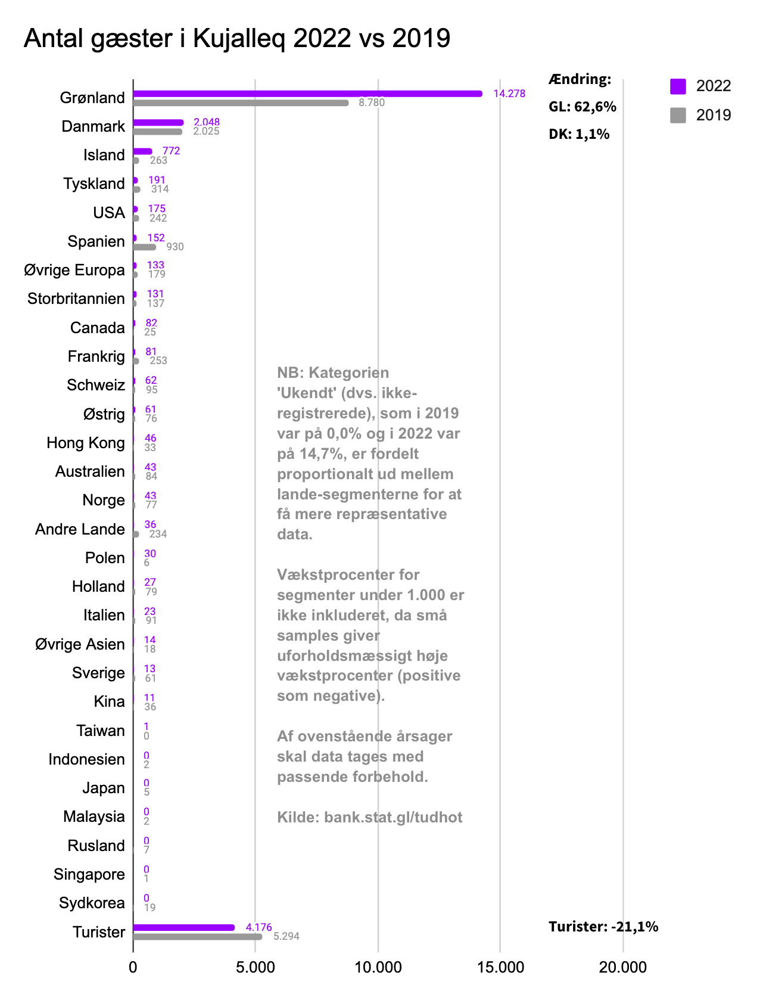 Antal gæster i Kujalleq 2022 vs 2019
Ændring:
GL: 62,6%
DK: 1,1%
2022
2019
Grønland 14.278 8.780
Danmark 2.048 2.025
Island 772 263
Tyskland 191 314
USA 175 242
Spanien 152 930
Øvrige Europa 133 179
Storbritannien 131 137
Canada 82 25
Frankrig 81 253
Schweiz 62 95
Østrig 61 76
Hong Kong 46 33
Australien 43 84
Norge 43 77
Andre Lande 36 234
Polen 30 6
Holland 27 79
Italien 23 91
Øvrige Asien 14 18
Sverige 13 61
Kina 11 36
Taiwan 1 0
Indonesien 0 2
Japan 0 5
Malaysia 0 2
Rusland 0 7
Singapore 0 1
Sydkorea 0 19
Turister 4.176 5.294
NB: Kategorien
'Ukendt' (dvs. ikke-
registrerede), som i 2019
var på 0,0% og i 2022 var
på 14,7%, er fordelt
proportionalt ud mellem
lande-segmenterne for at
få mere repræsentative
data.
Vækstprocenter for
segmenter under 1.000 er
ikke inkluderet, da små
samples giver
uforholdsmæssigt høje
vækstprocenter (positive
som negative).
Af ovenstående årsager
skal data tages med
passende forbehold.
Kilde: bank.stat.gl/tudhot
Turister: -21,1%
0 5.000 10.000 15.000 20.000